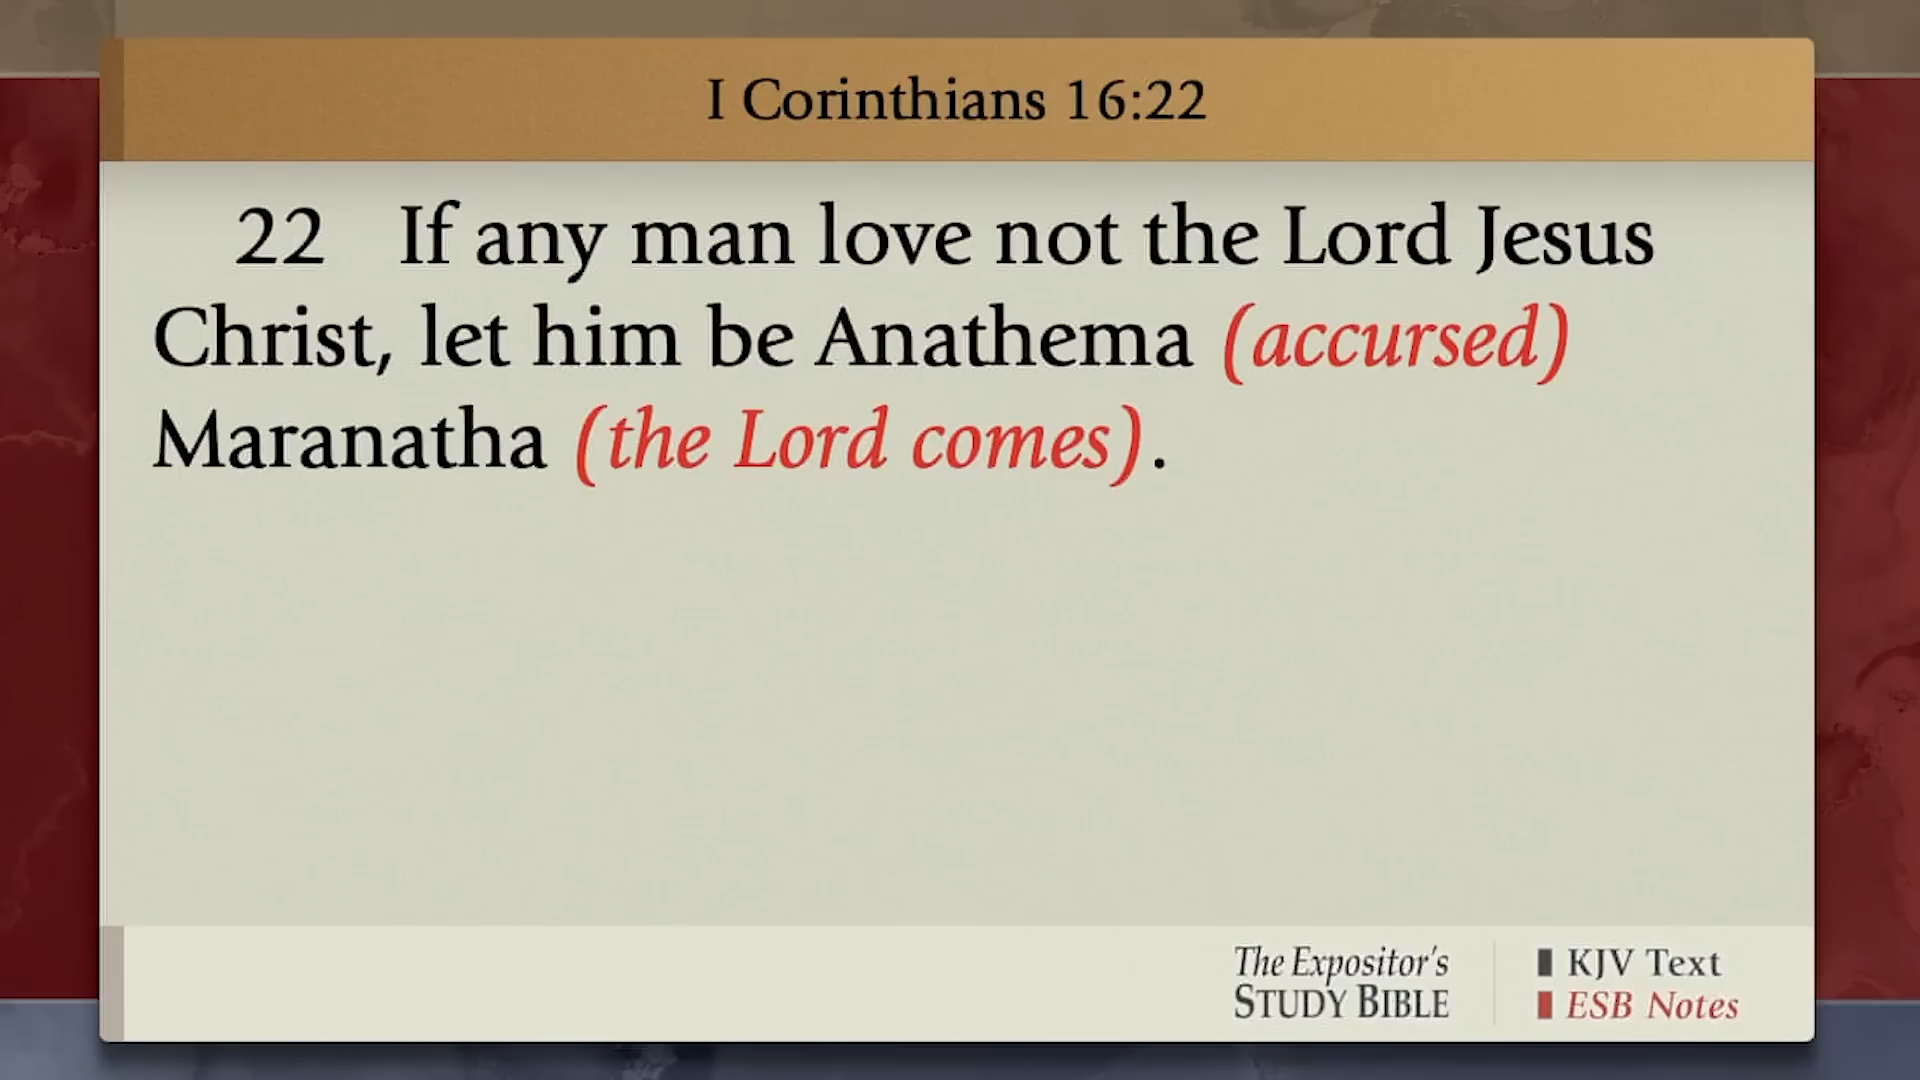 I Corinthians 16:22
22 If any man love not the Lord Jesus
Christ, let him be Anathema (accursed)
Maranatha (the Lord comes).
The Expositor's
STUDY BIBLE
KJV Text
ESB Notes